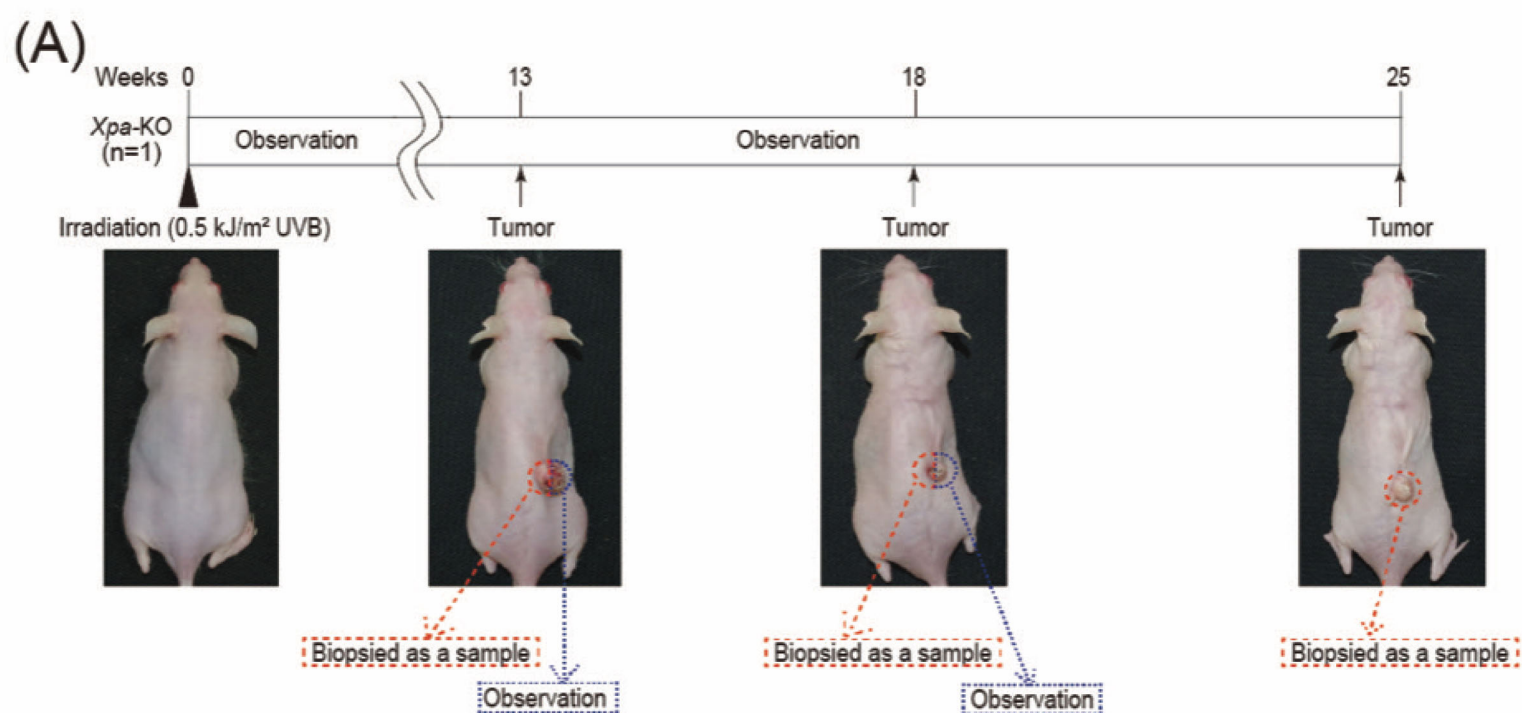 (A)
Weeks 0 13 18 25
Xpa-KO
(n=1)
Observation Observation
Irradiation (0.5 kJ/m² UVB) Tumor Tumor Tumor
Biopsied as a sample Biopsied as a sample Biopsied as a sample
Observation Observation